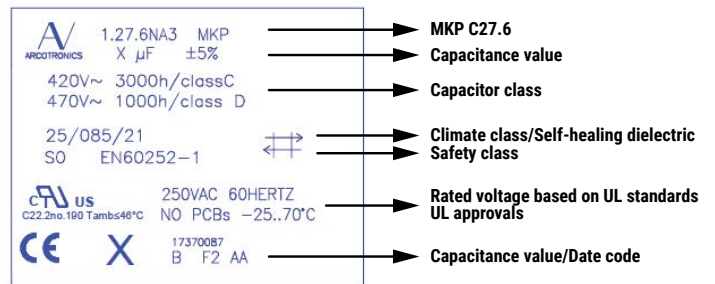 1.27.6NA3 MKP
ARCOTRONICS X µF ±5%
420V~ 3000h/classC
470V~ 1000h/class D
25/085/21
SO EN60252-1
C US 250VAC 60HERTZ
C22.2no.190 Tamb≤46°C NO PCBs -25..70°C
CE X 17370087
B F2 AA
MKP C27.6
Capacitance value
Capacitor class
Climate class/Self-healing dielectric
Safety class
Rated voltage based on UL standards
UL approvals
Capacitance value/Date code